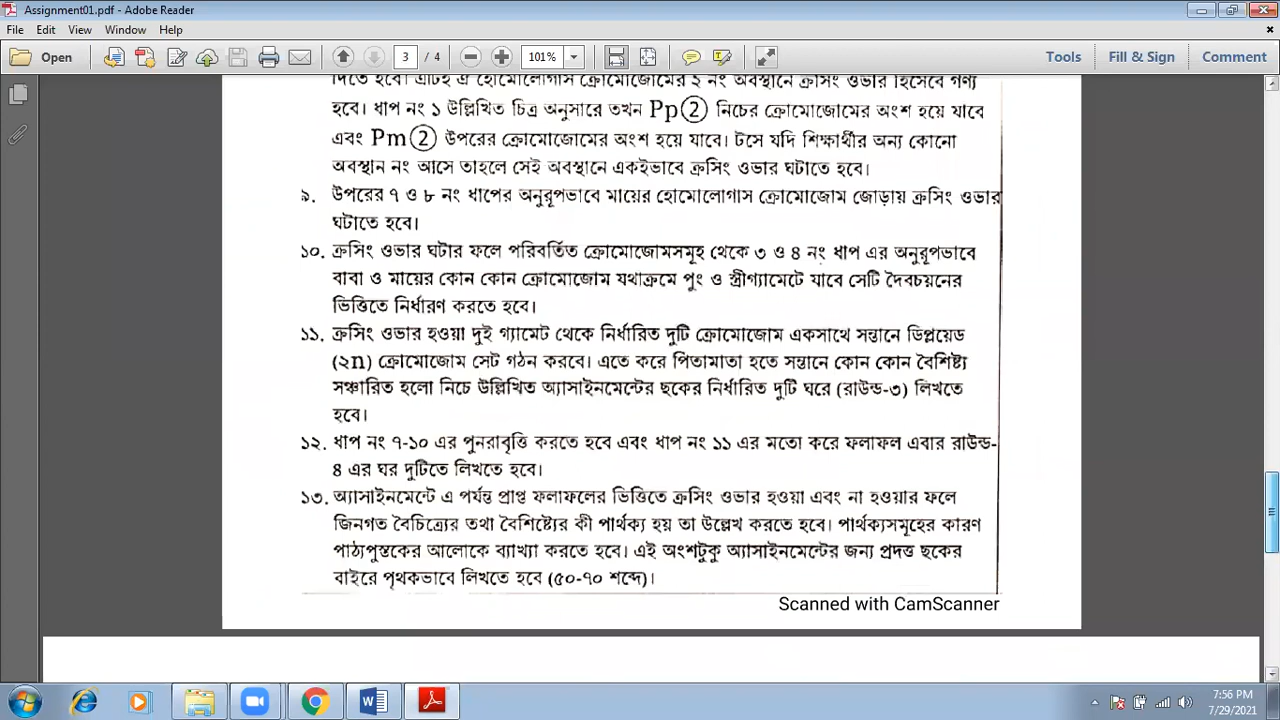 Assignment01.pdf - Adobe Reader
File Edit View Window Help
Open 3 / 4 101% Tools Fill & Sign Comment
দিতে হবে। এটিই এ হোমোলোগাস ক্রোমোজোমের ২ নং অবস্থানে ক্রসিং ওভার হিসেবে গণ্য
হবে। ধাপ নং ১ উল্লিখিত চিত্র অনুসারে তখন Pp② নিচের ক্রোমোজোমের অংশ হয়ে যাবে
এবং Pm② উপরের ক্রোমোজোমের অংশ হয়ে যাবে। টসে যদি শিক্ষার্থীর অন্য কোনো
অবস্থান নং আসে তাহলে সেই অবস্থানে একইভাবে ক্রসিং ওভার ঘটাতে হবে।
৯. উপরের ৭ ও ৮ নং ধাপের অনুরূপভাবে মায়ের হোমোলোগাস ক্রোমোজোম জোড়ায় ক্রসিং ওভার
ঘটাতে হবে।
১০. ক্রসিং ওভার ঘটার ফলে পরিবর্তিত ক্রোমোজোমসমূহ থেকে ৩ ও ৪ নং ধাপ এর অনুরূপভাবে
বাবা ও মায়ের কোন কোন ক্রোমোজোম যথাক্রমে পুং ও স্ত্রীগ্যামেটে যাবে সেটি দৈবচয়নের
ভিত্তিতে নির্ধারণ করতে হবে।
১১. ক্রসিং ওভার হওয়া দুই গ্যামেট থেকে নির্ধারিত দুটি ক্রোমোজোম একসাথে সন্তানে ডিপ্লয়েড
(২n) ক্রোমোজোম সেট গঠন করবে। এতে করে পিতামাতা হতে সন্তানে কোন কোন বৈশিষ্ট্য
সঞ্চারিত হলো নিচে উল্লিখিত অ্যাসাইনমেন্টের ছকের নির্ধারিত দুটি ঘরে (রাউন্ড-৩) লিখতে
হবে।
১২. ধাপ নং ৭-১০ এর পুনরাবৃত্তি করতে হবে এবং ধাপ নং ১১ এর মতো করে ফলাফল এবার রাউন্ড-
৪ এর ঘর দুটিতে লিখতে হবে।
১৩. অ্যাসাইনমেন্টে এ পর্যন্ত প্রাপ্ত ফলাফলের ভিত্তিতে ক্রসিং ওভার হওয়া এবং না হওয়ার ফলে
জিনগত বৈচিত্র্যের তথা বৈশিষ্ট্যের কী পার্থক্য হয় তা উল্লেখ করতে হবে। পার্থক্যসমূহের কারণ
পাঠ্যপুস্তকের আলোকে ব্যাখ্যা করতে হবে। এই অংশটুকু অ্যাসাইনমেন্টের জন্য প্রদত্ত ছকের
বাইরে পৃথকভাবে লিখতে হবে (৫০-৭০ শব্দে)।
Scanned with CamScanner
7:56 PM
7/29/2021